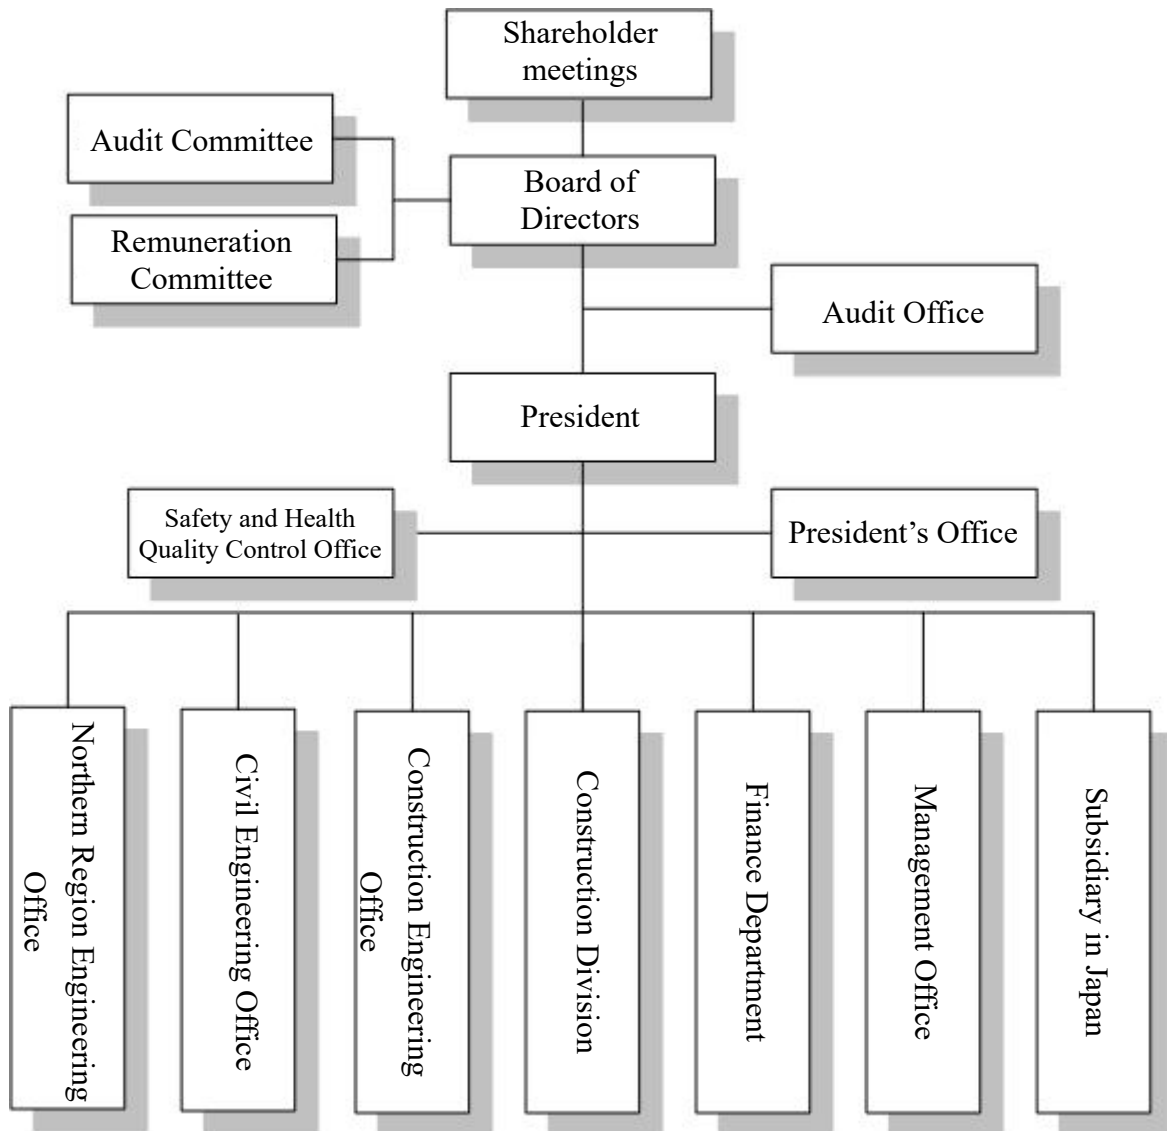 Shareholder
meetings
Audit Committee
Board of
Directors
Remuneration
Committee
Audit Office
President
Safety and Health
Quality Control Office
President’s Office
Northern Region Engineering
Office
Civil Engineering Office
Construction Engineering
Office
Construction Division
Finance Department
Management Office
Subsidiary in Japan